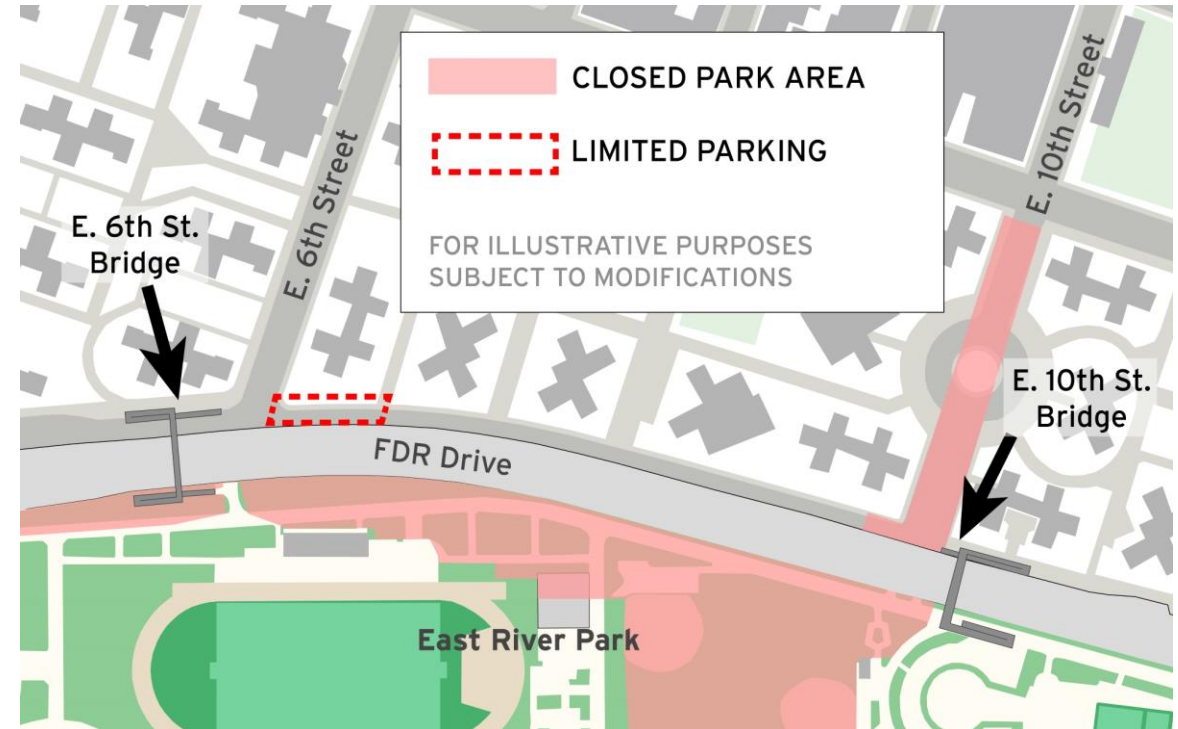 CLOSED PARK AREA
LIMITED PARKING
FOR ILLUSTRATIVE PURPOSES
SUBJECT TO MODIFICATIONS
E. 10th Street
E. 6th Street
E. 6th St.
Bridge
E. 10th St.
Bridge
FDR Drive
East River Park